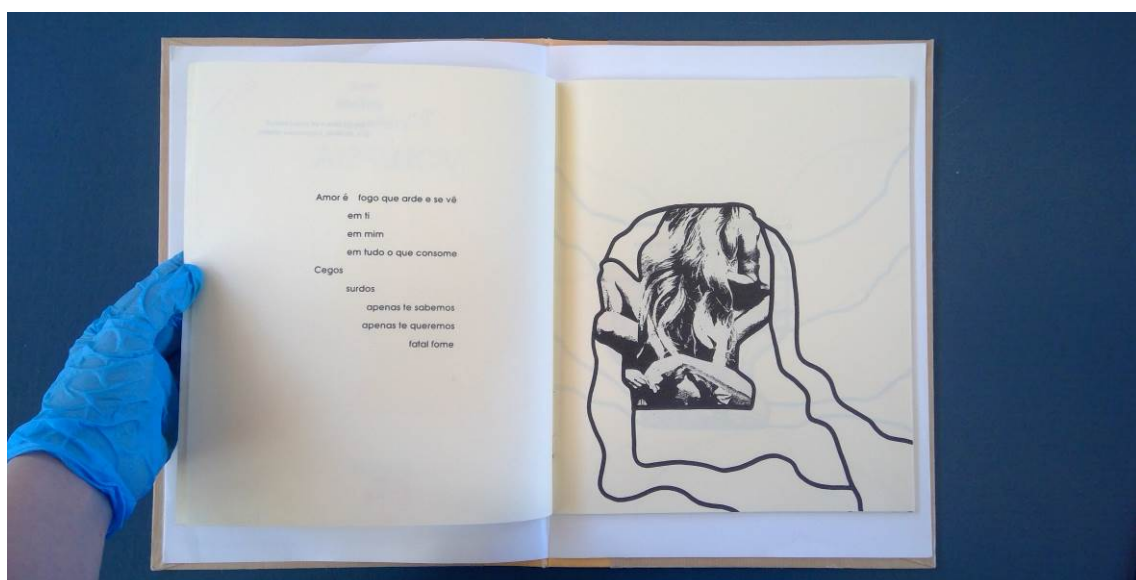 Amor é fogo que arde e se vê
em ti
em mim
em tudo o que consome
Cegos
surdos
apenas te sabemos
apenas te queremos
fatal fome